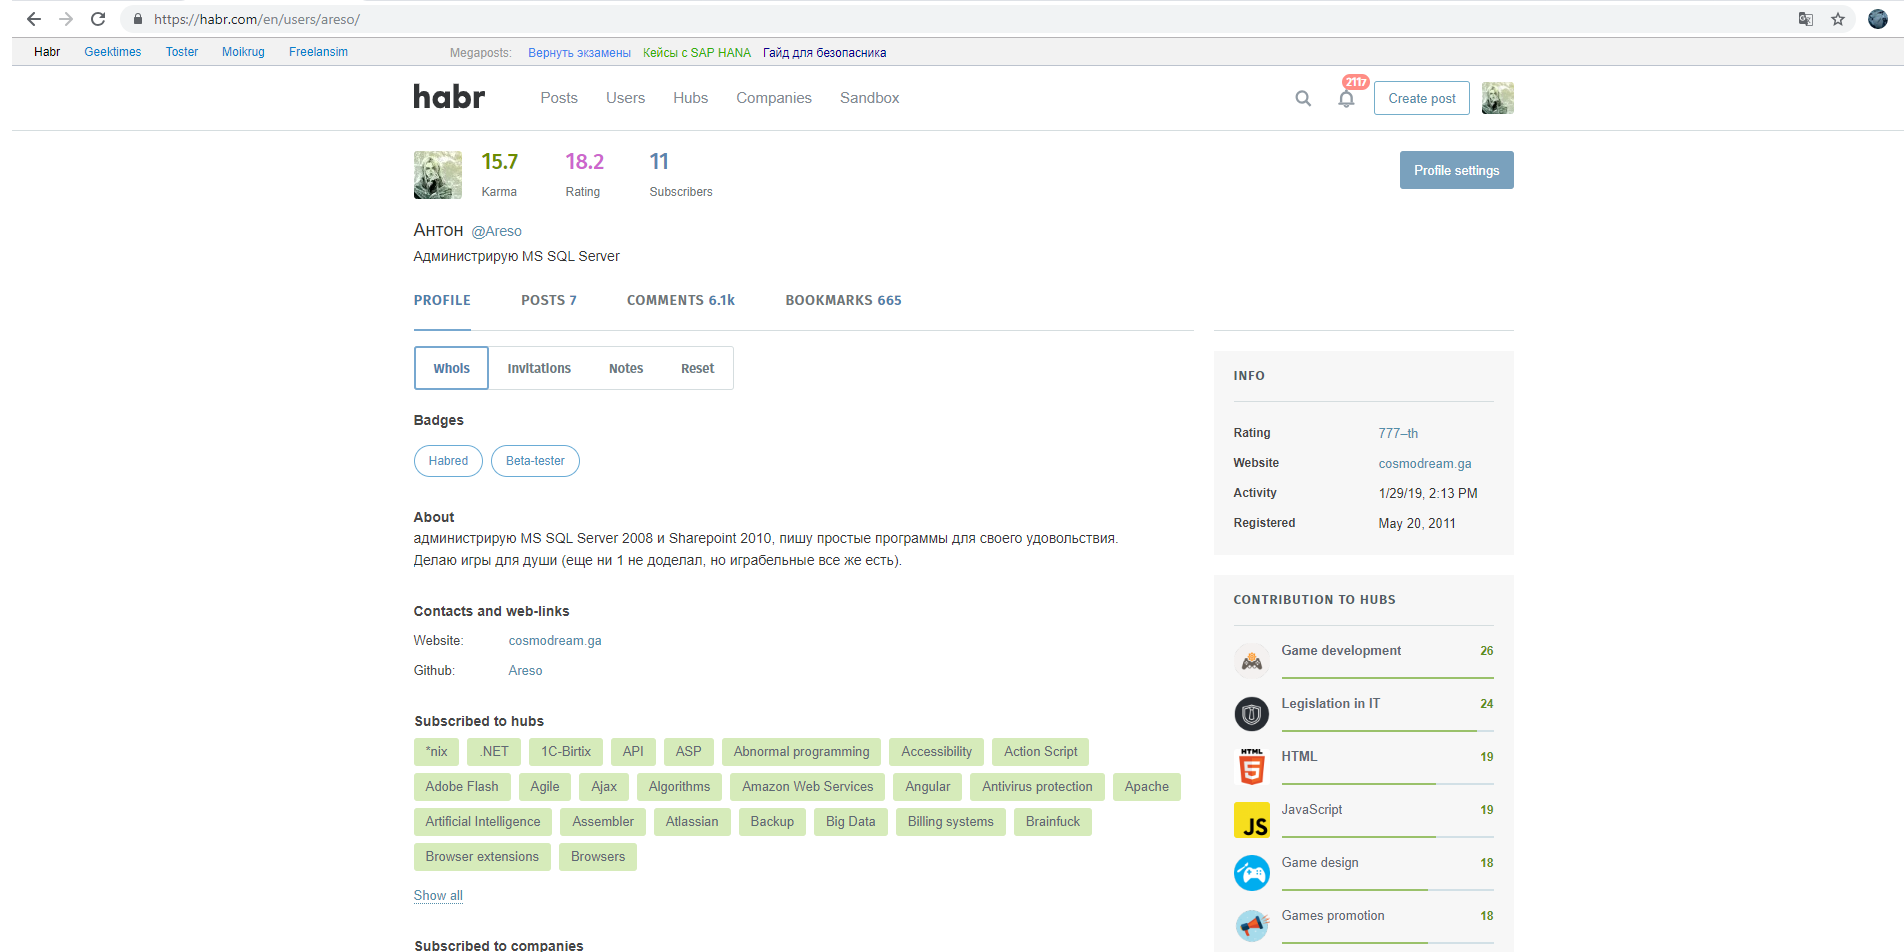 https://habr.com/en/users/areso/
Habr Geektimes Toster Moikrug Freelansim Megaposts: Вернуть экзамены Кейсы с SAP HANA Гайд для безопасника
habr Posts Users Hubs Companies Sandbox 2117 Create post
15.7 18.2 11
Karma Rating Subscribers
Profile settings
Антон @Areso
Администрирую MS SQL Server
PROFILE POSTS 7 COMMENTS 6.1k BOOKMARKS 665
WhoIs Invitations Notes Reset
Badges
Habred Beta-tester
About
администрирую MS SQL Server 2008 и Sharepoint 2010, пишу простые программы для своего удовольствия.
Делаю игры для души (еще ни 1 не доделал, но играбельные все же есть).
Contacts and web-links
Website: cosmodream.ga
Github: Areso
Subscribed to hubs
*nix .NET 1C-Birtix API ASP Abnormal programming Accessibility Action Script
Adobe Flash Agile Ajax Algorithms Amazon Web Services Angular Antivirus protection Apache
Artificial Intelligence Assembler Atlassian Backup Big Data Billing systems Brainfuck
Browser extensions Browsers
Show all
Subscribed to companies
INFO
Rating 777–th
Website cosmodream.ga
Activity 1/29/19, 2:13 PM
Registered May 20, 2011
CONTRIBUTION TO HUBS
Game development 26
Legislation in IT 24
HTML
5
HTML 19
JS
JavaScript 19
Game design 18
Games promotion 18